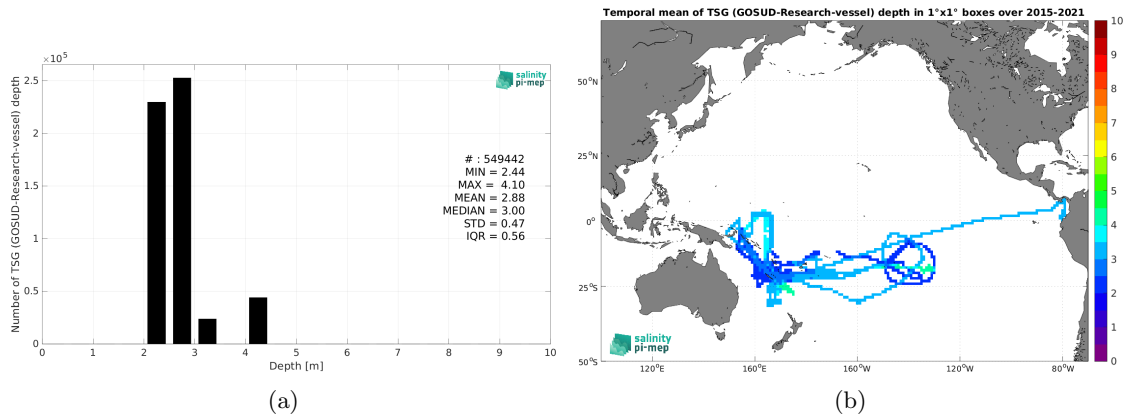 ×10⁵
2.5
2
1.5
1
0.5
0
0 1 2 3 4 5 6 7 8 9 10
Number of TSG (GOSUD-Research-vessel) depth
Depth [m]
salinity
pi-mep
# : 549442
MIN = 2.44
MAX = 4.10
MEAN = 2.88
MEDIAN = 3.00
STD = 0.47
IQR = 0.56
(a)
Temporal mean of TSG (GOSUD-Research-vessel) depth in 1°x1° boxes over 2015-2021
50°N
25°N
0°
25°S
50°S
120°E 160°E 160°W 120°W 80°W
salinity
pi-mep
10
9
8
7
6
5
4
3
2
1
0
(b)